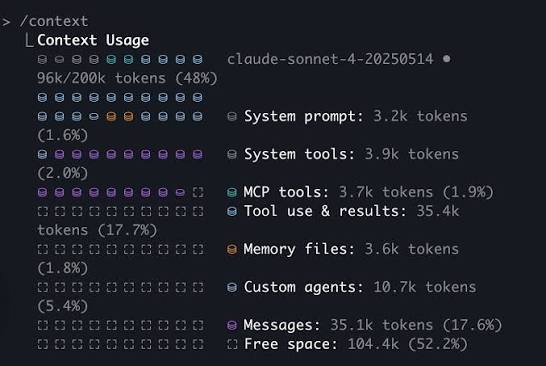 > /context
Context Usage
claude-sonnet-4-20250514
96k/200k tokens (48%)
System prompt: 3.2k tokens
(1.6%)
System tools: 3.9k tokens
(2.0%)
MCP tools: 3.7k tokens (1.9%)
Tool use & results: 35.4k
tokens (17.7%)
Memory files: 3.6k tokens
(1.8%)
Custom agents: 10.7k tokens
(5.4%)
Messages: 35.1k tokens (17.6%)
Free space: 104.4k (52.2%)